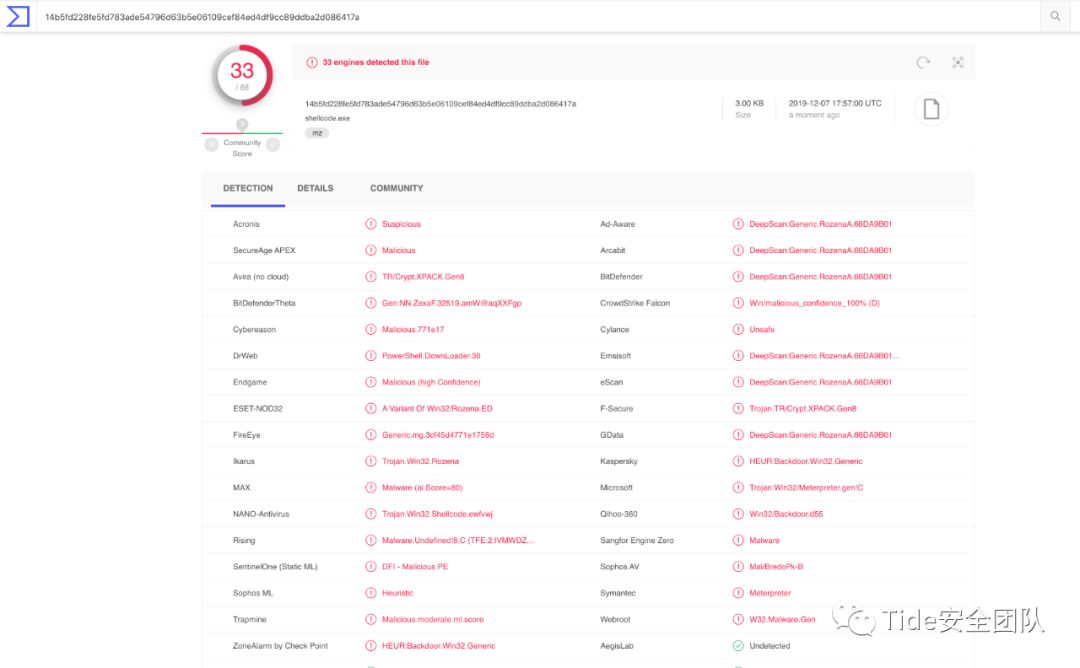 14b5fd228fe5fd783ade54796d63b5e06109cef84ed4df9cc89ddba2d086417a
33
/ 68
?
Community
Score
33 engines detected this file
14b5fd228fe5fd783ade54796d63b5e06109cef84ed4df9cc89ddba2d086417a
shellcode.exe
mz
3.00 KB
Size
2019-12-07 17:57:00 UTC
a moment ago
DETECTION DETAILS COMMUNITY
Acronis Suspicious Ad-Aware DeepScan:Generic.RozenaA.66DA9B01
SecureAge APEX Malicious Arcabit DeepScan:Generic.RozenaA.66DA9B01
Avira (no cloud) TR/Crypt.XPACK.Gen8 BitDefender DeepScan:Generic.RozenaA.66DA9B01
BitDefenderTheta Gen:NN.ZexaF.32519.amW@aqXXFgp CrowdStrike Falcon Win/malicious_confidence_100% (D)
Cybereason Malicious.771e17 Cylance Unsafe
DrWeb PowerShell.DownLoader.36 Emsisoft DeepScan:Generic.RozenaA.66DA9B01...
Endgame Malicious (high Confidence) eScan DeepScan:Generic.RozenaA.66DA9B01
ESET-NOD32 A Variant Of Win32/Rozena.ED F-Secure Trojan.TR/Crypt.XPACK.Gen8
FireEye Generic.mg.3cf45d4771e1756d GData DeepScan:Generic.RozenaA.66DA9B01
Ikarus Trojan.Win32.Rozena Kaspersky HEUR:Backdoor.Win32.Generic
MAX Malware (ai Score=80) Microsoft Trojan:Win32/Meterpreter.gen!C
NANO-Antivirus Trojan.Win32.Shellcode.ewfvwj Qihoo-360 Win32/Backdoor.d55
Rising Malware.Undefined!8.C (TFE:2:IVMWDZ... Sangfor Engine Zero Malware
SentinelOne (Static ML) DFI - Malicious PE Sophos AV Mal/BredoPk-B
Sophos ML Heuristic Symantec Meterpreter
Trapmine Malicious.moderate.ml.score Webroot W32.Malware.Gen
ZoneAlarm by Check Point HEUR:Backdoor.Win32.Generic AegisLab Undetected
Tide安全团队